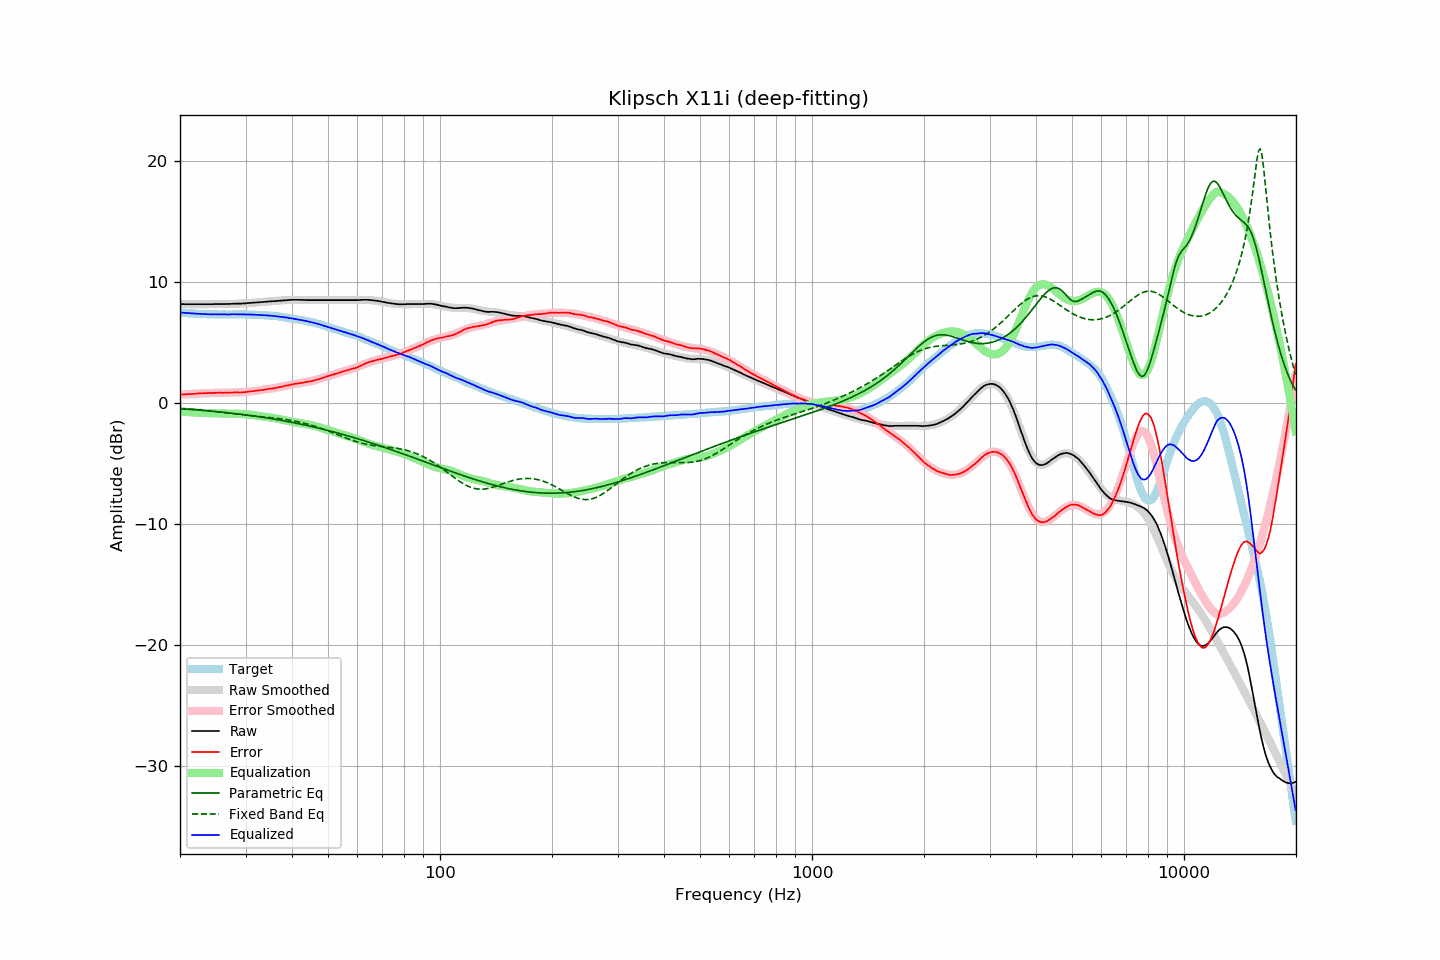 Klipsch X11i (deep-fitting)
20
10
0
−10
−20
−30
Amplitude (dBr)
Target
Raw Smoothed
Error Smoothed
Raw
Error
Equalization
Parametric Eq
Fixed Band Eq
Equalized
100
1000
10000
Frequency (Hz)